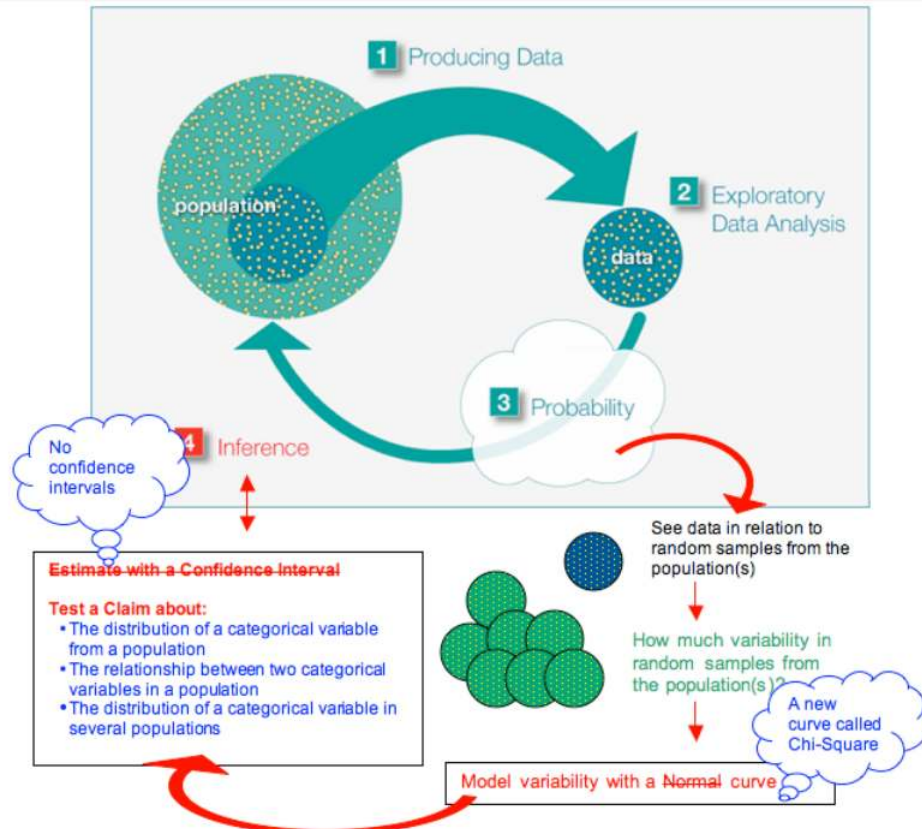 1 Producing Data
population
2 Exploratory
Data Analysis
data
3 Probability
4 Inference
No
confidence
intervals
Estimate with a Confidence Interval
Test a Claim about:
• The distribution of a categorical variable
from a population
• The relationship between two categorical
variables in a population
• The distribution of a categorical variable in
several populations
See data in relation to
random samples from the
population(s)
How much variability in
random samples from
the population(s)?
A new
curve called
Chi-Square
Model variability with a Normal curve